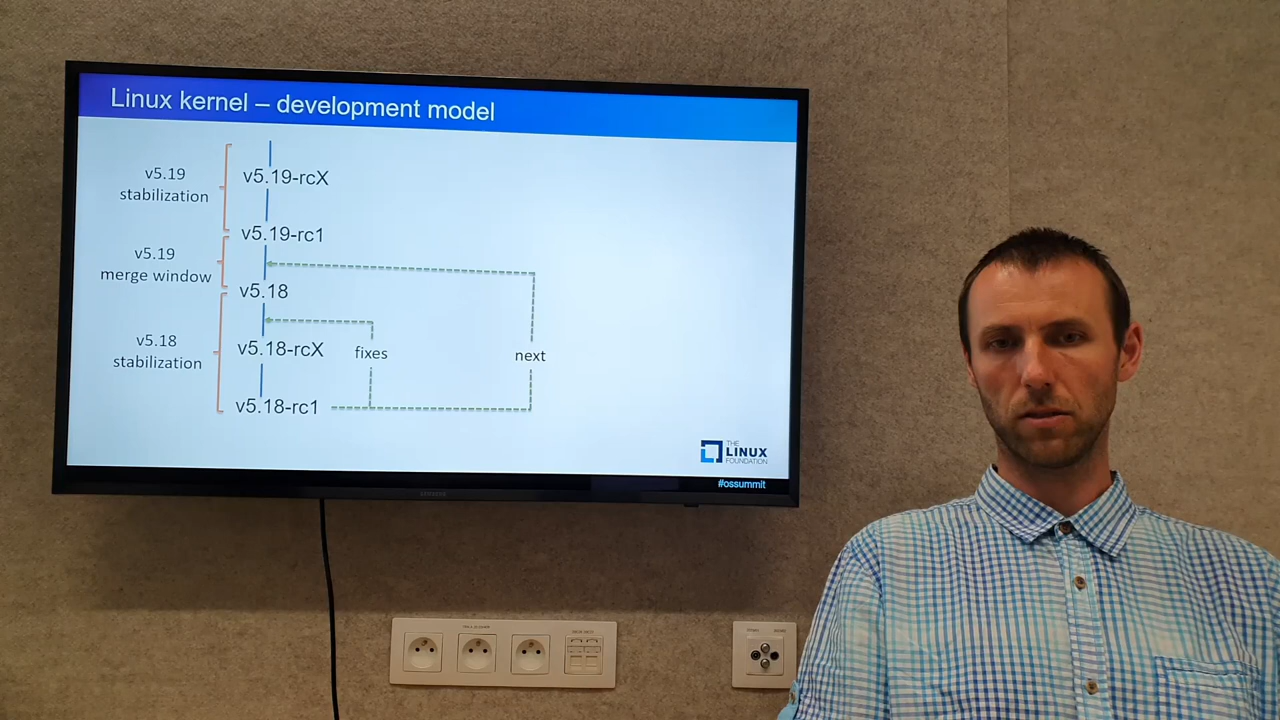 Linux kernel – development model
v5.19
stabilization
v5.19-rcX
v5.19-rc1
v5.19
merge window
v5.18
v5.18
stabilization
v5.18-rcX
fixes
next
v5.18-rc1
THE
LINUX
FOUNDATION
#ossummit
SAMSUNG